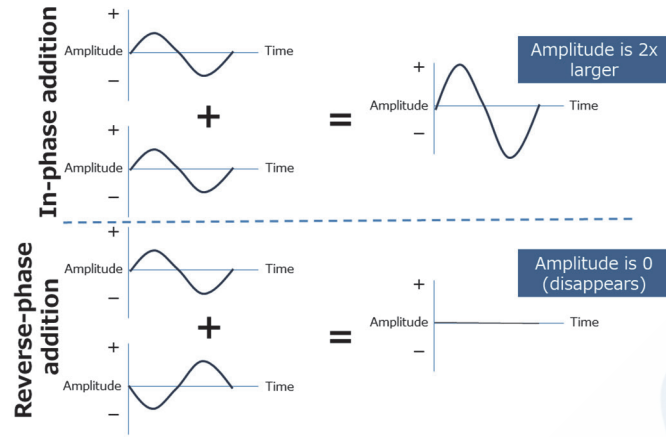 In-phase addition
+
Amplitude
Time
−
+
+
Amplitude
Time
−
=
+
Amplitude
Time
−
Amplitude is 2x
larger
Reverse-phase
addition
+
Amplitude
Time
−
+
+
Amplitude
Time
−
=
+
Amplitude
Time
−
Amplitude is 0
(disappears)